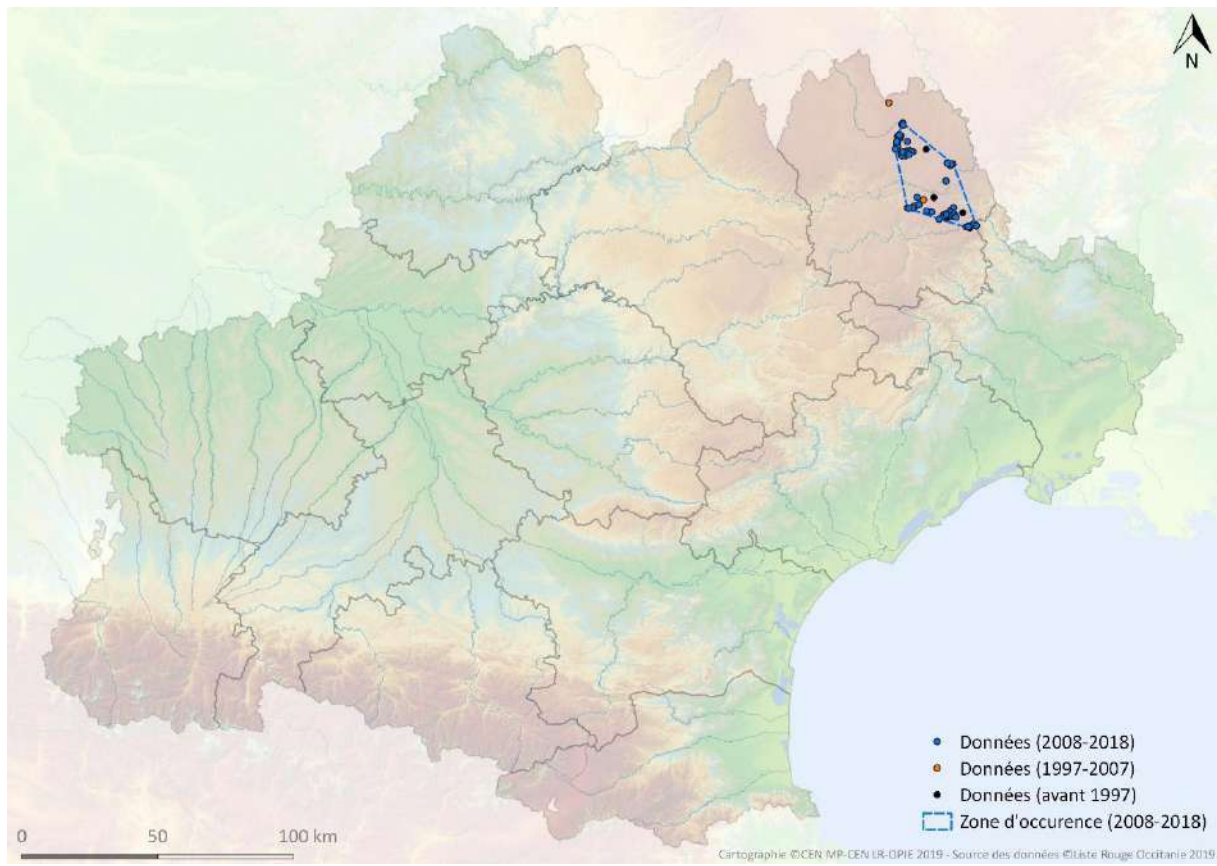 N
Données (2008-2018)
Données (1997-2007)
Données (avant 1997)
Zone d'occurence (2008-2018)
0 50 100 km
Cartographie ©CEN MP-CEN LR-OPIE 2019 - Source des données ©Liste Rouge Occitanie 2019